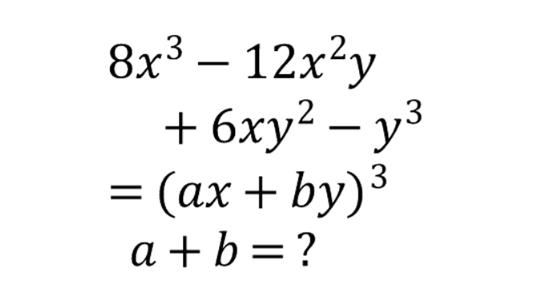 8x³ − 12x²y
+ 6xy² − y³
= (ax + by)³
a + b = ?